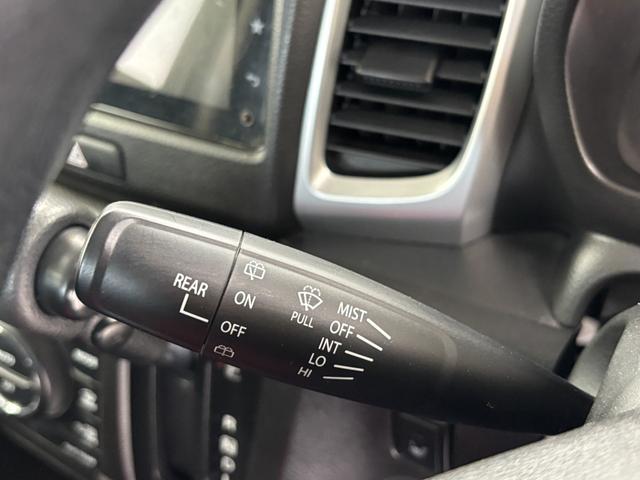 REAR
ON
OFF
PULL
MIST
OFF
INT
LO
HI